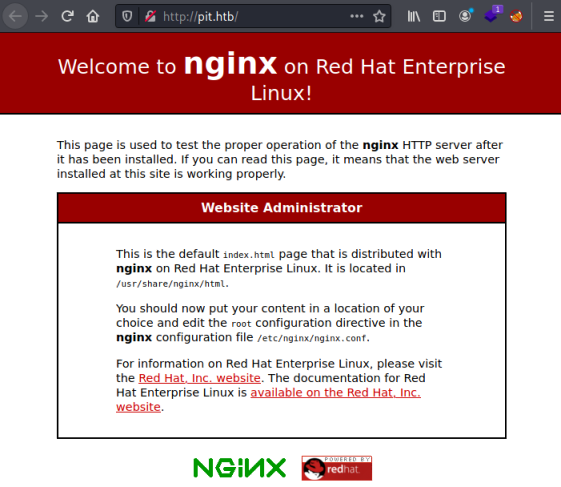 http://pit.htb/
1
Welcome to nginx on Red Hat Enterprise
Linux!
This page is used to test the proper operation of the nginx HTTP server after
it has been installed. If you can read this page, it means that the web server
installed at this site is working properly.
Website Administrator
This is the default index.html page that is distributed with
nginx on Red Hat Enterprise Linux. It is located in
/usr/share/nginx/html.
You should now put your content in a location of your
choice and edit the root configuration directive in the
nginx configuration file /etc/nginx/nginx.conf.
For information on Red Hat Enterprise Linux, please visit
the Red Hat, Inc. website. The documentation for Red
Hat Enterprise Linux is available on the Red Hat, Inc.
website.
NGINX
POWERED BY
redhat.